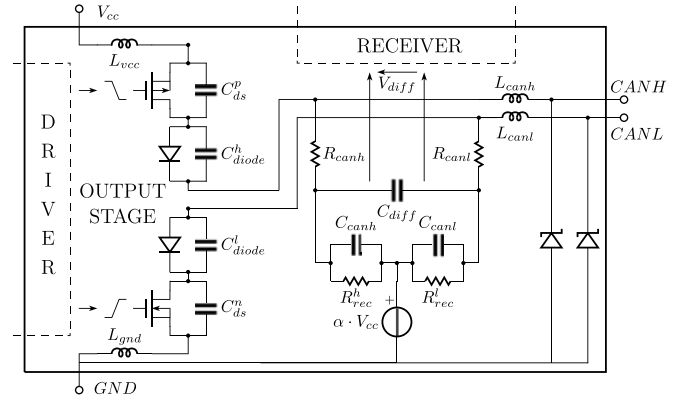 V_cc
RECEIVER
L_vcc
V_diff
L_canh
CANH
C^p_ds
DRIVER
L_canl
CANL
C^h_diode
R_canh
R_canl
OUTPUT
STAGE
C_diff
C_canh
C_canl
C^l_diode
R^h_rec
R^l_rec
C^n_ds
+
α · V_cc
L_gnd
GND